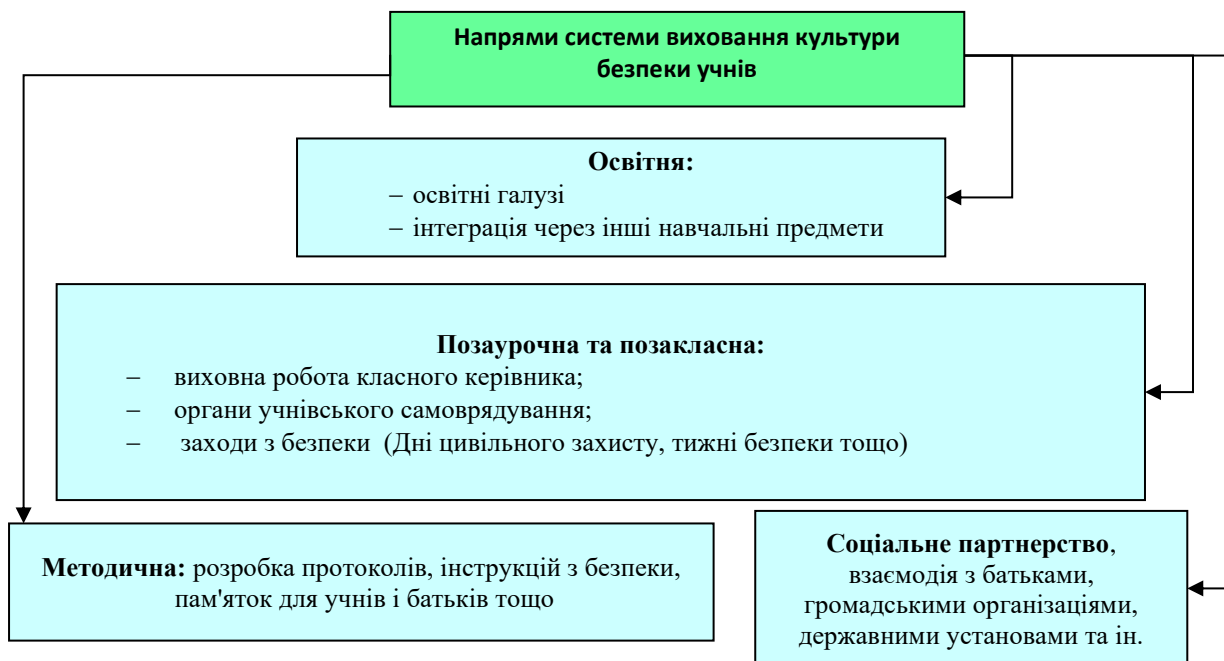 Напрями системи виховання культури
безпеки учнів
Освітня:
– освітні галузі
– інтеграція через інші навчальні предмети
Позаурочна та позакласна:
– виховна робота класного керівника;
– органи учнівського самоврядування;
– заходи з безпеки (Дні цивільного захисту, тижні безпеки тощо)
Методична: розробка протоколів, інструкцій з безпеки,
пам'яток для учнів і батьків тощо
Соціальне партнерство,
взаємодія з батьками,
громадськими організаціями,
державними установами та ін.